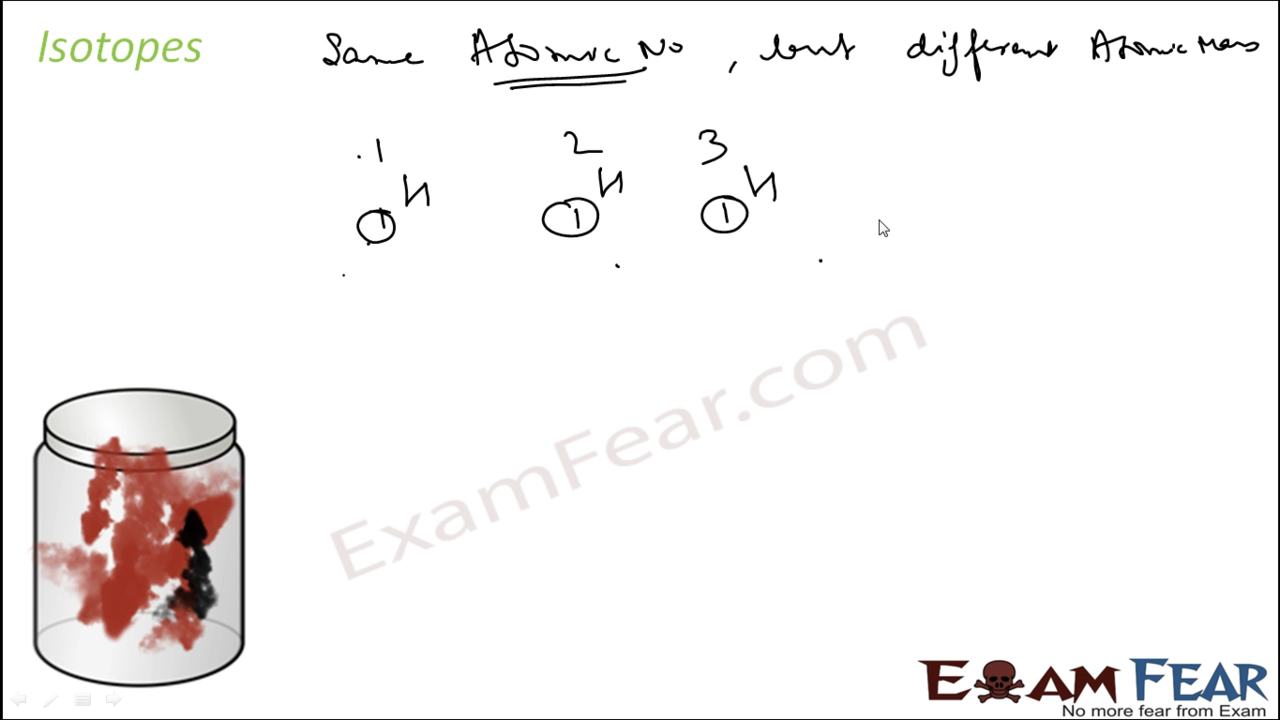 Isotopes
Same Atomic No, but different Atomic Mass
1 2 3
H H H
1 1 1
ExamFear.com
EXAM FEAR
No more fear from Exam